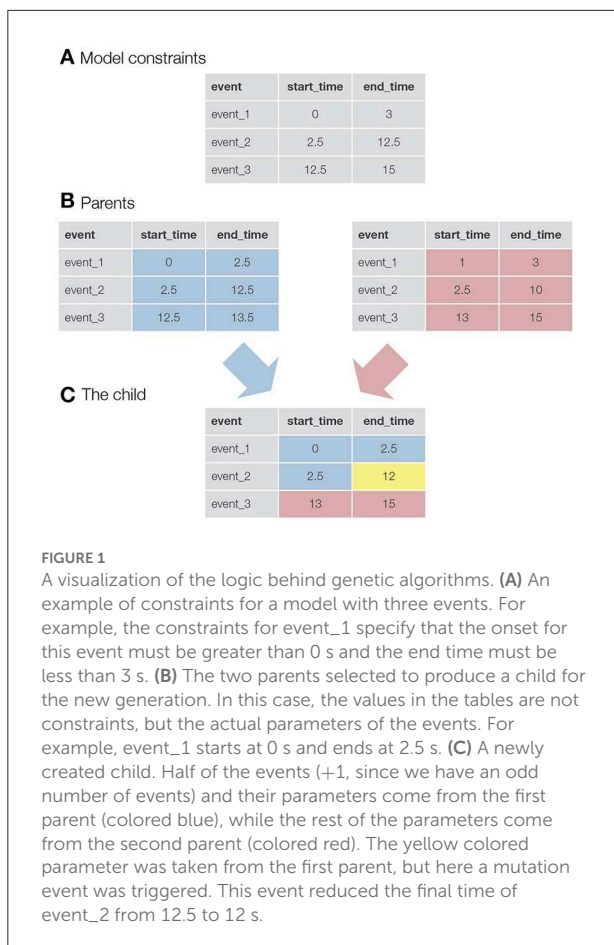 A Model constraints
event start_time end_time
event_1 0 3
event_2 2.5 12.5
event_3 12.5 15
B Parents
event start_time end_time
event_1 0 2.5
event_2 2.5 12.5
event_3 12.5 13.5
event start_time end_time
event_1 1 3
event_2 2.5 10
event_3 13 15
C The child
event start_time end_time
event_1 0 2.5
event_2 2.5 12
event_3 13 15
FIGURE 1
A visualization of the logic behind genetic algorithms. (A) An
example of constraints for a model with three events. For
example, the constraints for event_1 specify that the onset for
this event must be greater than 0 s and the end time must be
less than 3 s. (B) The two parents selected to produce a child for
the new generation. In this case, the values in the tables are not
constraints, but the actual parameters of the events. For
example, event_1 starts at 0 s and ends at 2.5 s. (C) A newly
created child. Half of the events (+1, since we have an odd
number of events) and their parameters come from the first
parent (colored blue), while the rest of the parameters come
from the second parent (colored red). The yellow colored
parameter was taken from the first parent, but here a mutation
event was triggered. This event reduced the final time of
event_2 from 12.5 to 12 s.